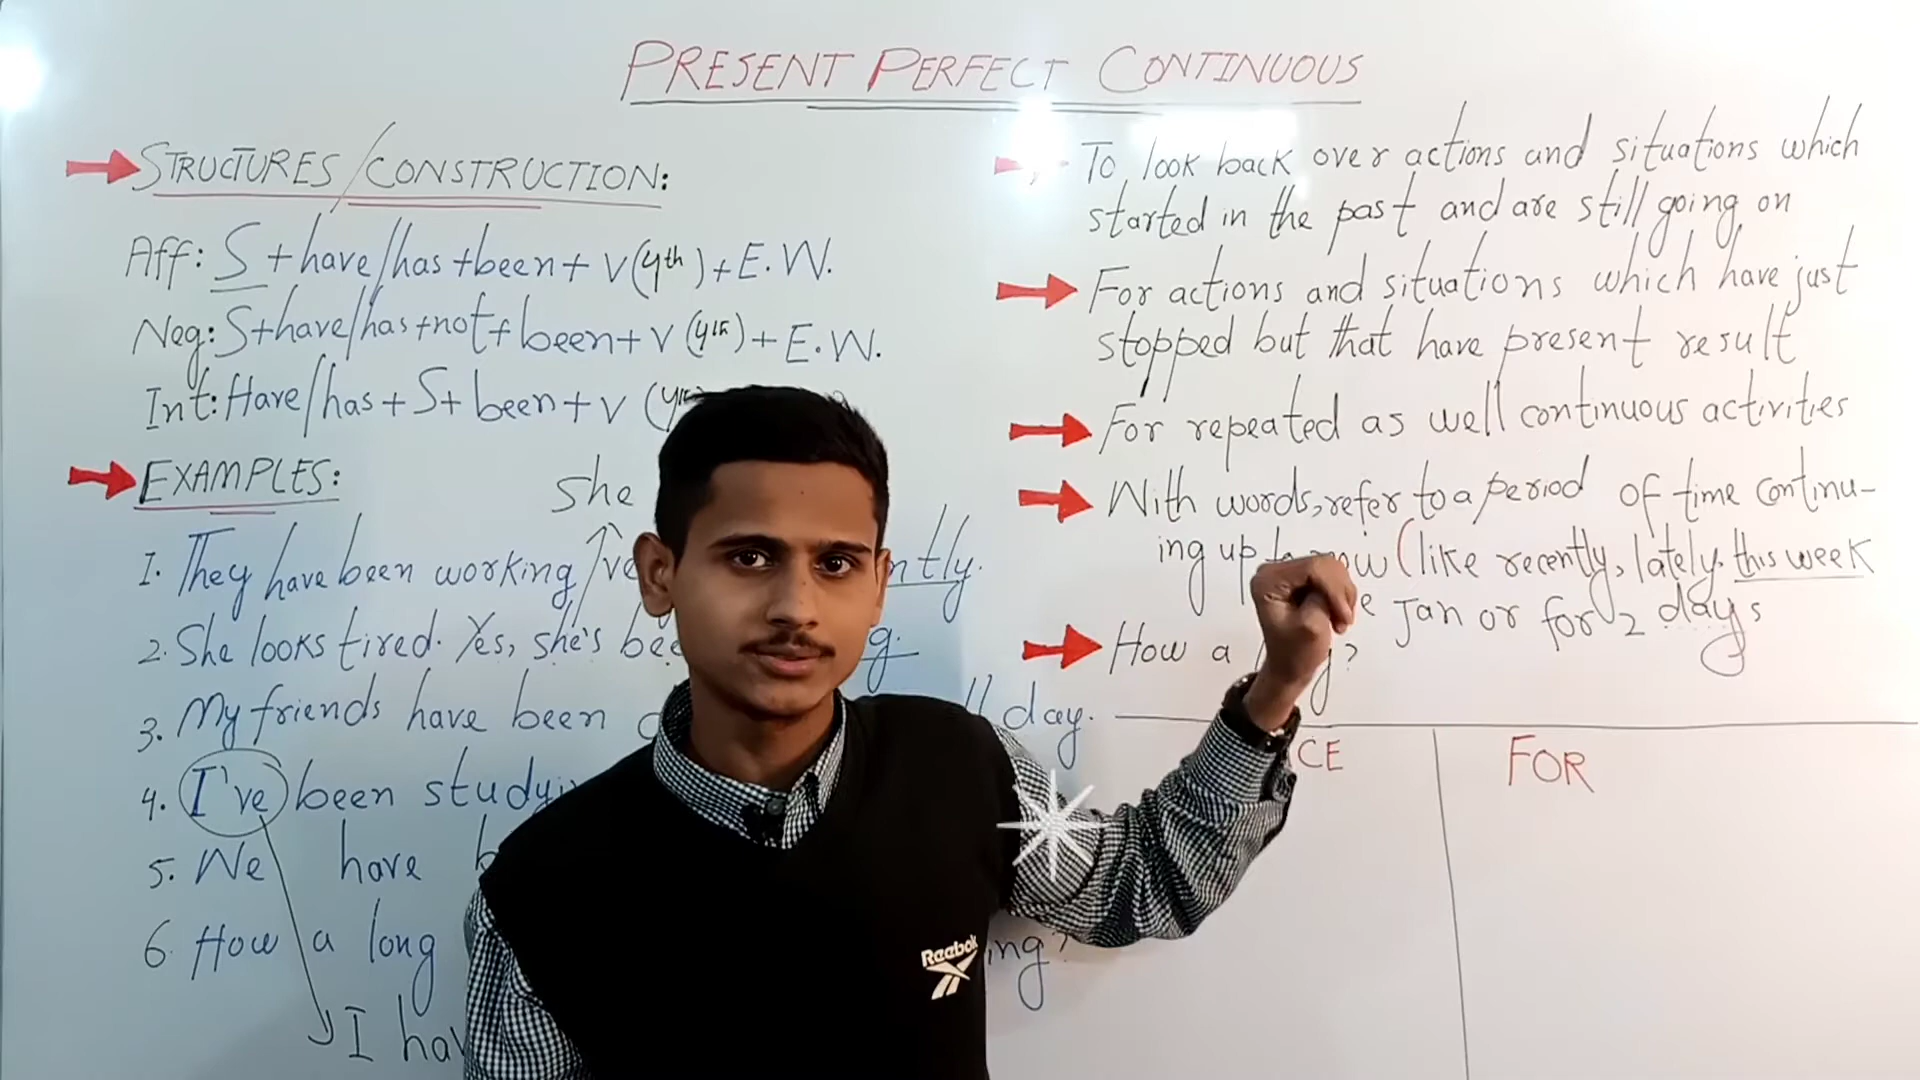 PRESENT PERFECT CONTINUOUS
STRUCTURES/CONSTRUCTION:
Aff: S+have/has+been+V(4th)+E.W.
Neg: S+have/has+not+been+V(4th)+E.W.
Int: Have/has+S+been+V
EXAMPLES:
she
1. They have been working
2. She looks tired. Yes, she's
3. My friends have been day.
4. I've been
5. We have
6. How a long
I
To look back over actions and situations which
started in the past and are still going on
For actions and situations which have just
stopped but that have present result
For repeated as well continuous activities
With words, refer to a period of time continu-
ing up (like recently, lately, this week
Jan or for 2 days
How a
FOR
Reebok